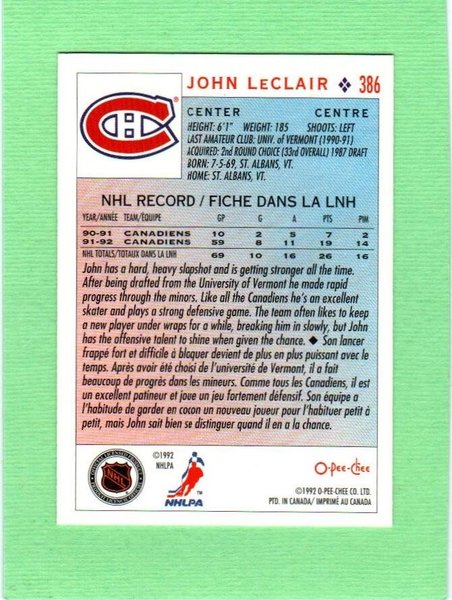 JOHN LECLAIR ❖ 386
CENTER CENTRE
HEIGHT: 6'1" WEIGHT: 185 SHOOTS: LEFT
LAST AMATEUR CLUB: UNIV. of VERMONT (1990-91)
ACQUIRED: 2nd ROUND CHOICE (33rd OVERALL) 1987 DRAFT
BORN: 7-5-69, ST. ALBANS, VT.
HOME: ST. ALBANS, VT.
NHL RECORD / FICHE DANS LA LNH
YEAR/ANNÉE TEAM/ÉQUIPE GP G A PTS PIM
90-91 CANADIENS 10 2 5 7 2
91-92 CANADIENS 59 8 11 19 14
NHL TOTALS/TOTAUX DANS LA LNH 69 10 16 26 16
John has a hard, heavy slapshot and is getting stronger all the time.
After being drafted from the University of Vermont he made rapid
progress through the minors. Like all the Canadiens he's an excellent
skater and plays a strong defensive game. The team often likes to keep
a new player under wraps for a while, breaking him in slowly, but John
has the offensive talent to shine when given the chance. ◆ Son lancer
frappé fort et difficile à bloquer devient de plus en plus puissant avec le
temps. Après avoir été choisi de l'université de Vermont, il a fait
beaucoup de progrès dans les mineurs. Comme tous les Canadiens, il
est un excellent patineur et joue un jeu fortement défensif. Son équipe a
l'habitude de garder en cocon un nouveau joueur pour l'habituer petit à
petit, mais John sait bien se distinguer quand il en a la chance.
©1992
NHLPA
NHL
NHLPA
O-Pee-Chee
©1992 O-PEE-CHEE CO. LTD.
PTD. IN CANADA/ IMPRIMÉ AU CANADA